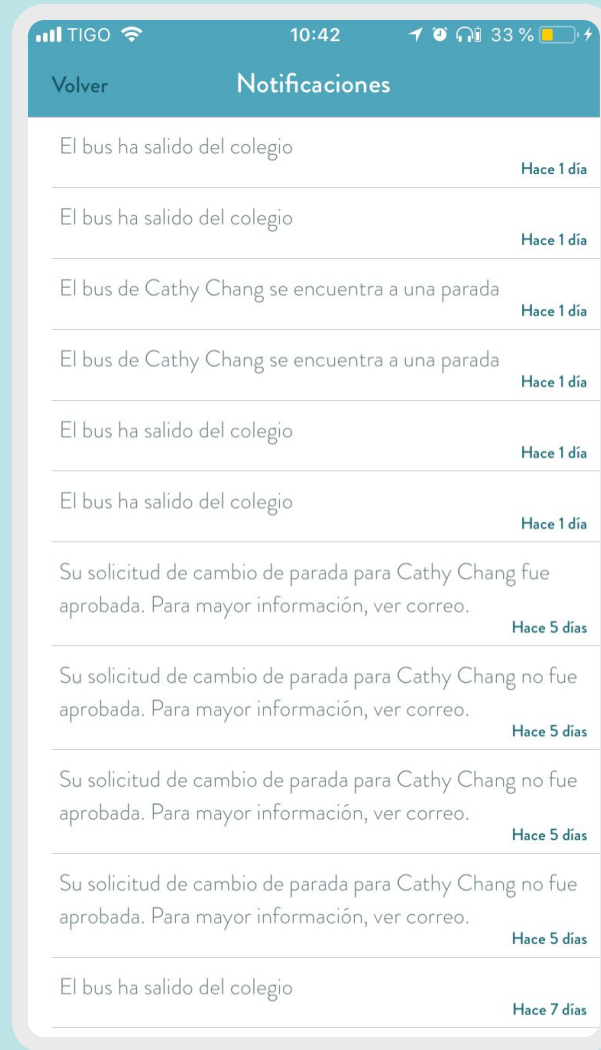 TIGO 10:42 33 %
Volver Notificaciones
El bus ha salido del colegio
Hace 1 día
El bus ha salido del colegio
Hace 1 día
El bus de Cathy Chang se encuentra a una parada
Hace 1 día
El bus de Cathy Chang se encuentra a una parada
Hace 1 día
El bus ha salido del colegio
Hace 1 día
El bus ha salido del colegio
Hace 1 día
Su solicitud de cambio de parada para Cathy Chang fue
aprobada. Para mayor información, ver correo.
Hace 5 días
Su solicitud de cambio de parada para Cathy Chang no fue
aprobada. Para mayor información, ver correo.
Hace 5 días
Su solicitud de cambio de parada para Cathy Chang no fue
aprobada. Para mayor información, ver correo.
Hace 5 días
Su solicitud de cambio de parada para Cathy Chang no fue
aprobada. Para mayor información, ver correo.
Hace 5 días
El bus ha salido del colegio
Hace 7 días